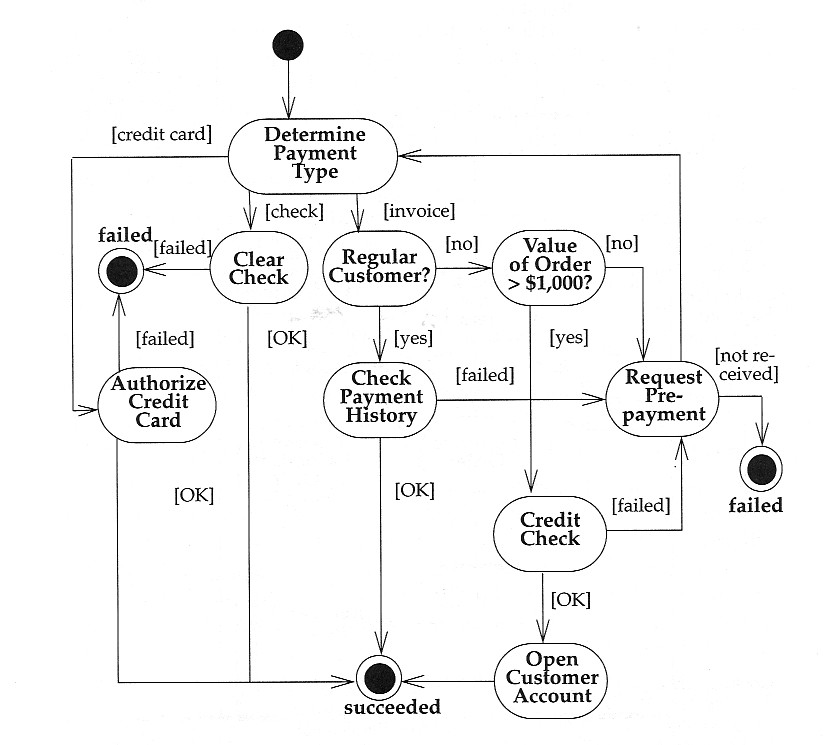 [credit card]
Determine
Payment
Type
[check]
[invoice]
failed
[failed]
Clear
Check
Regular
Customer?
[no]
Value
of Order
> $1,000?
[no]
[failed]
[OK]
[yes]
[yes]
Authorize
Credit
Card
Check
Payment
History
[failed]
Request
Pre-
payment
[not re-
ceived]
[OK]
[OK]
Credit
Check
[failed]
failed
[OK]
Open
Customer
Account
succeeded